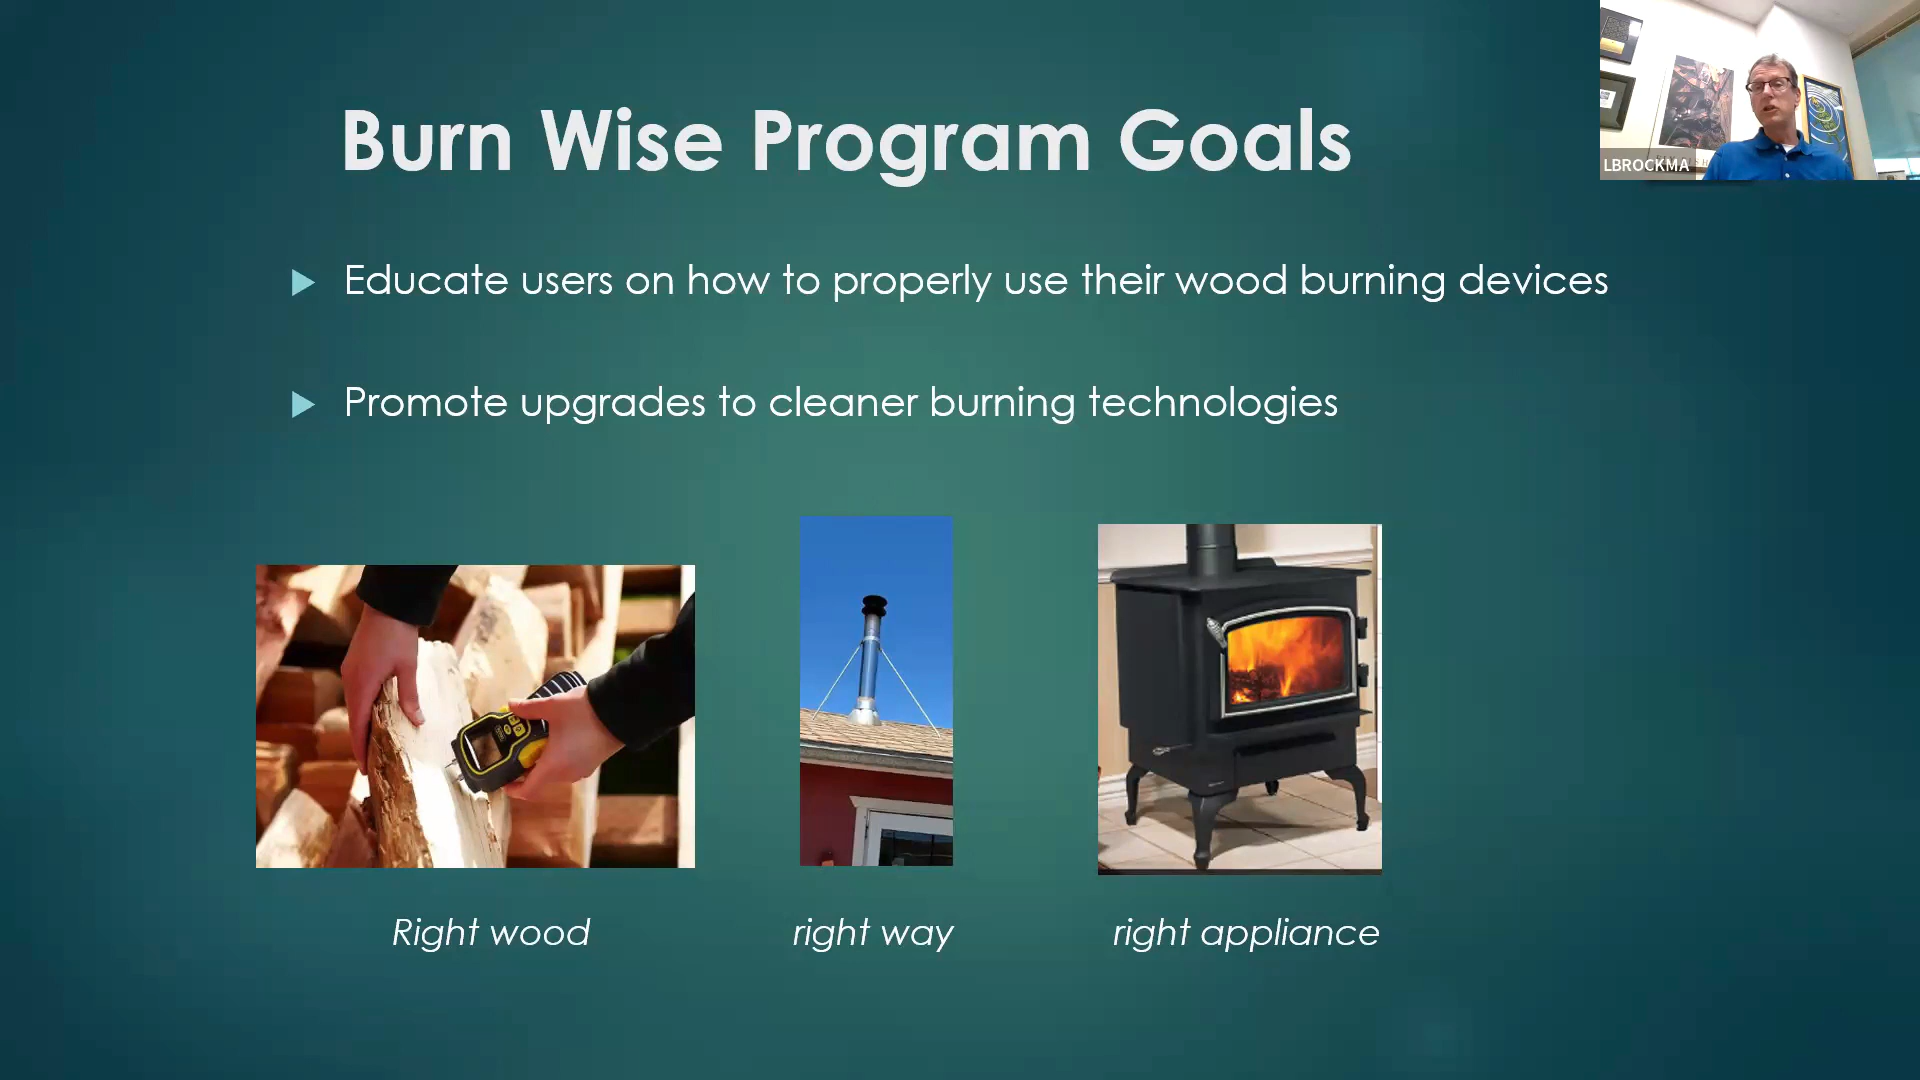 Burn Wise Program Goals
LBROCKMA
Educate users on how to properly use their wood burning devices
Promote upgrades to cleaner burning technologies
Right wood
right way
right appliance